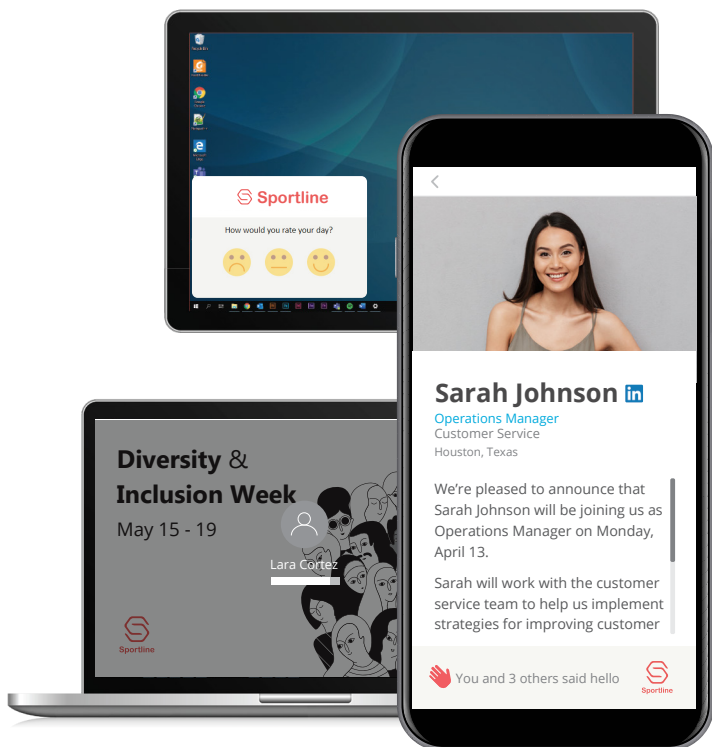 Sportline
How would you rate your day?
Sarah Johnson in
Operations Manager
Customer Service
Houston, Texas
We’re pleased to announce that
Sarah Johnson will be joining us as
Operations Manager on Monday,
April 13.
Sarah will work with the customer
service team to help us implement
strategies for improving customer
You and 3 others said hello
Sportline
Diversity &
Inclusion Week
May 15 - 19
Lara Cortez
Sportline